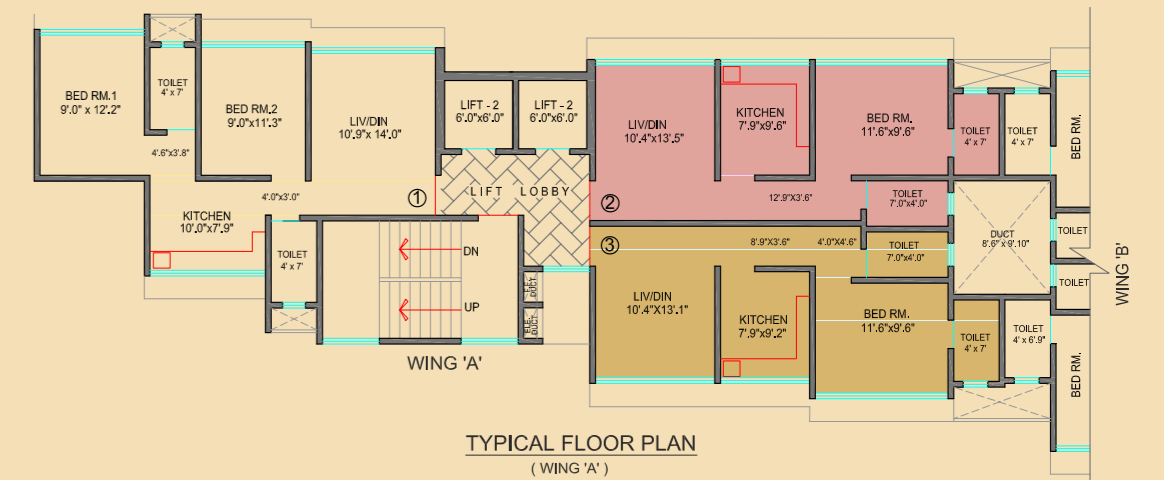 BED RM.1
9'.0" x 12'.2"
TOILET
4' x 7'
BED RM.2
9'.0"x11'.3"
4'.6"x3'.8"
LIV/DIN
10'.9"x 14'.0"
4'.0"x3'.0"
KITCHEN
10'.0"x7'.9"
TOILET
4' x 7'
①
LIFT - 2
6'.0"x6'.0"
LIFT - 2
6'.0"x6'.0"
LIFT LOBBY
DN
UP
ELE.
DUCT
WING 'A'
②
LIV/DIN
10'.4"x13'.5"
KITCHEN
7'.9"x9'.6"
BED RM.
11'.6"x9'.6"
TOILET
4' x 7'
12'.9"X3'.6"
TOILET
7'.0"x4'.0"
③
8'.9"X3'.6"
4'.0"X4'.6"
TOILET
7'.0"x4'.0"
LIV/DIN
10'.4"X13'.1"
KITCHEN
7'.9"x9'.2"
BED RM.
11'.6"x9'.6"
TOILET
4' x 7'
TOILET
4' x 7'
BED RM.
DUCT
8'.6" x 9'.10"
TOILET
TOILET
TOILET
4' x 6'.9"
BED RM.
WING 'B'
TYPICAL FLOOR PLAN
( WING 'A' )